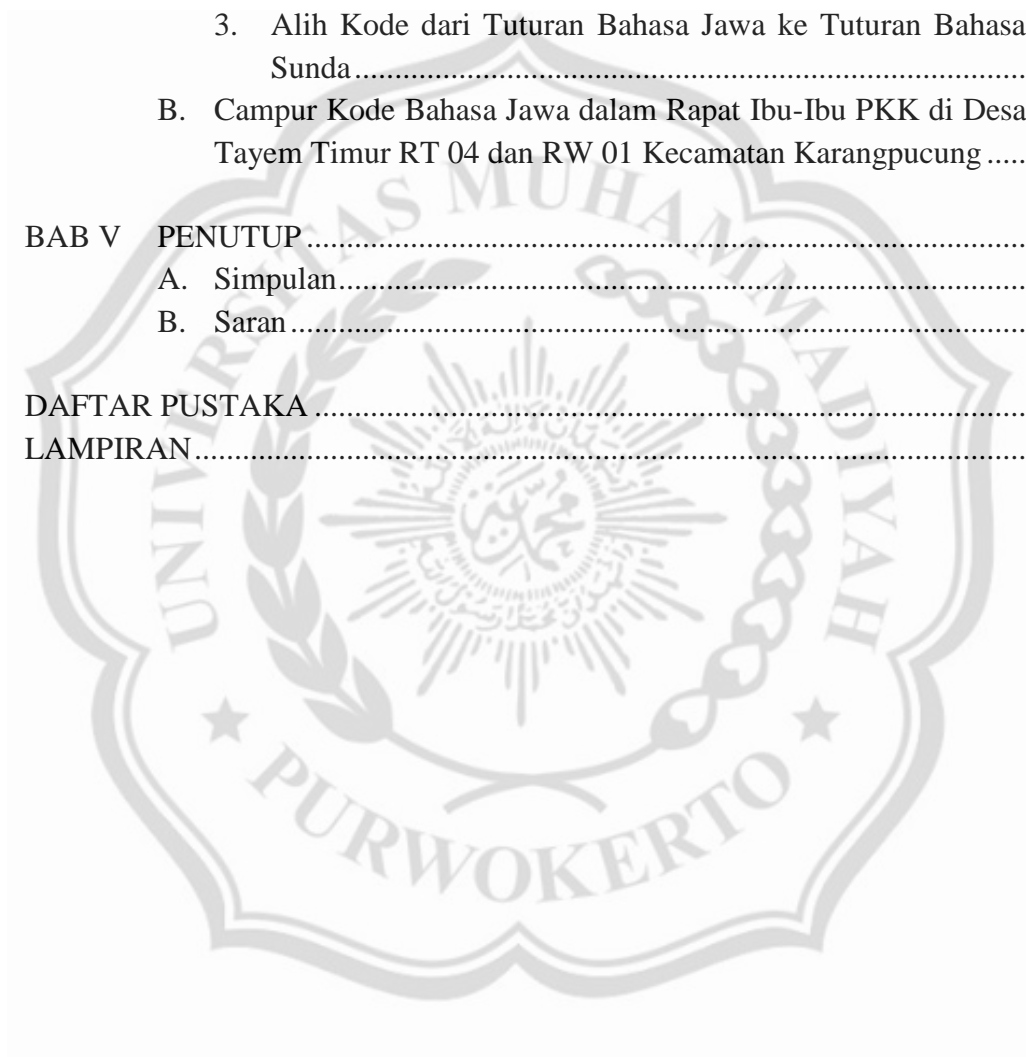 3. Alih Kode dari Tuturan Bahasa Jawa ke Tuturan Bahasa
Sunda....................................................................................
B. Campur Kode Bahasa Jawa dalam Rapat Ibu-Ibu PKK di Desa
Tayem Timur RT 04 dan RW 01 Kecamatan Karangpucung .....
BAB V PENUTUP..........................................................................................
A. Simpulan......................................................................................
B. Saran............................................................................................
DAFTAR PUSTAKA .........................................................................................
LAMPIRAN........................................................................................................
UNIVERSITAS MUHAMMADIYAH
PURWOKERTO